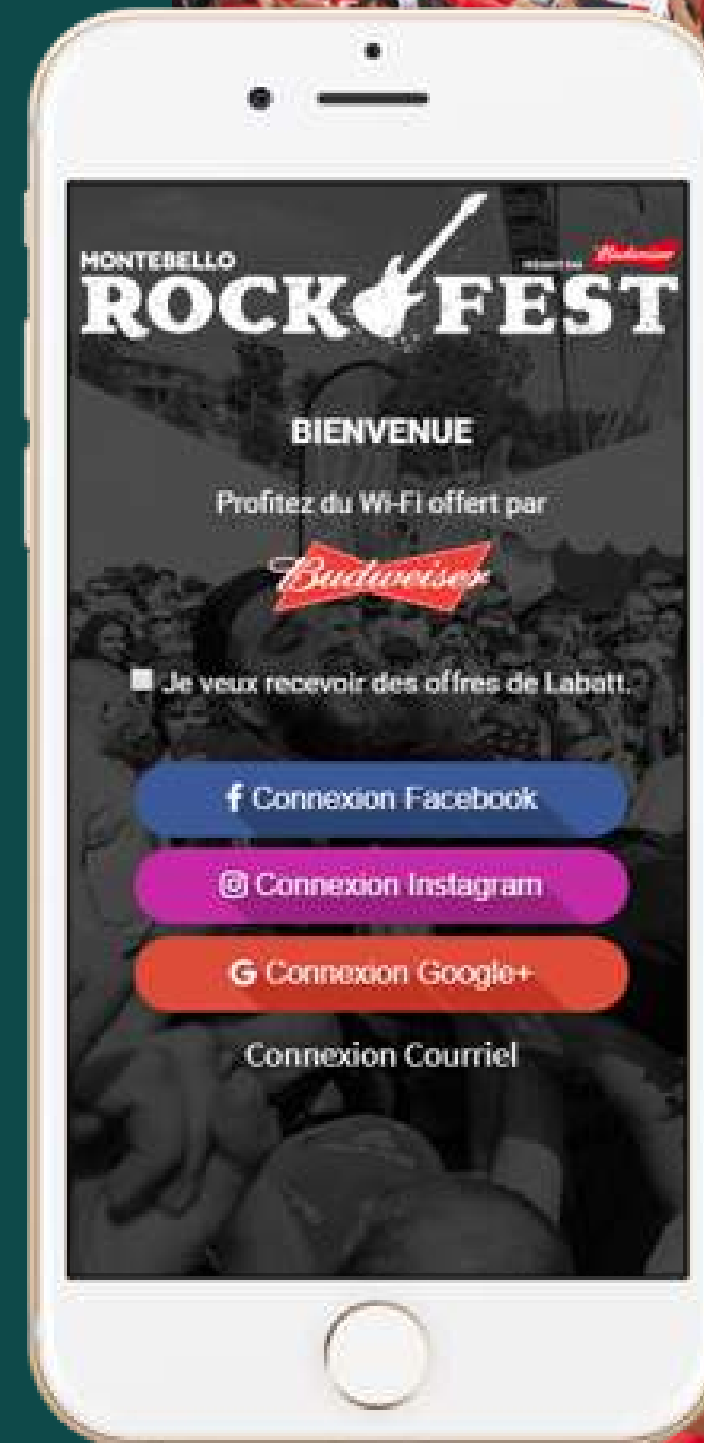 MONTEBELLO
Budweiser
ROCK FEST
BIENVENUE
Profitez du Wi-Fi offert par
Budweiser
Je veux recevoir des offres de Labatt.
f Connexion Facebook
Connexion Instagram
G Connexion Google+
Connexion Courriel